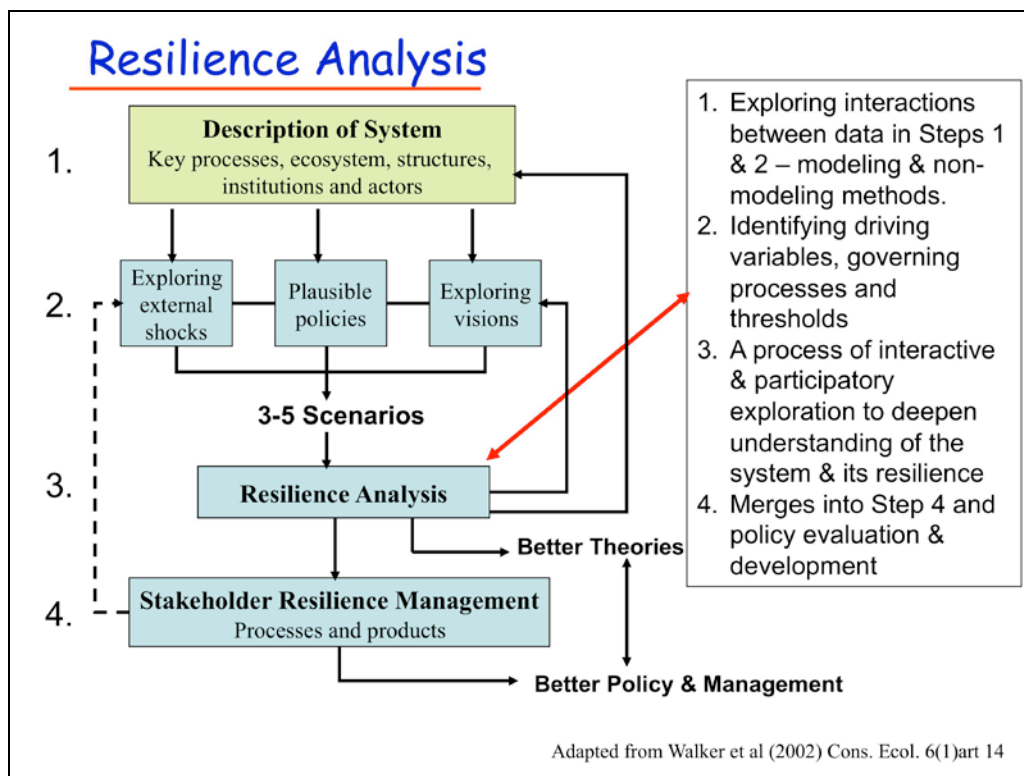 Resilience Analysis
1.
Description of System
Key processes, ecosystem, structures,
institutions and actors
2.
Exploring
external
shocks
Plausible
policies
Exploring
visions
3-5 Scenarios
3.
Resilience Analysis
Better Theories
4.
Stakeholder Resilience Management
Processes and products
Better Policy & Management
1. Exploring interactions
between data in Steps 1
& 2 – modeling & non-
modeling methods.
2. Identifying driving
variables, governing
processes and
thresholds
3. A process of interactive
& participatory
exploration to deepen
understanding of the
system & its resilience
4. Merges into Step 4 and
policy evaluation &
development
Adapted from Walker et al (2002) Cons. Ecol. 6(1)art 14